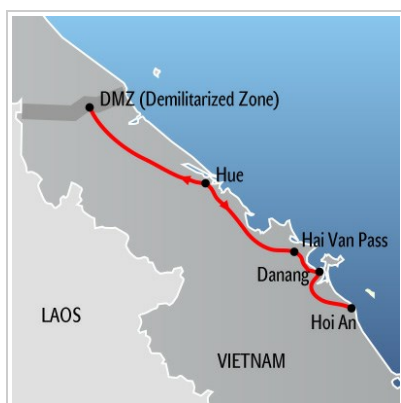 DMZ (Demilitarized Zone)
Hue
Hai Van Pass
Danang
Hoi An
LAOS
VIETNAM